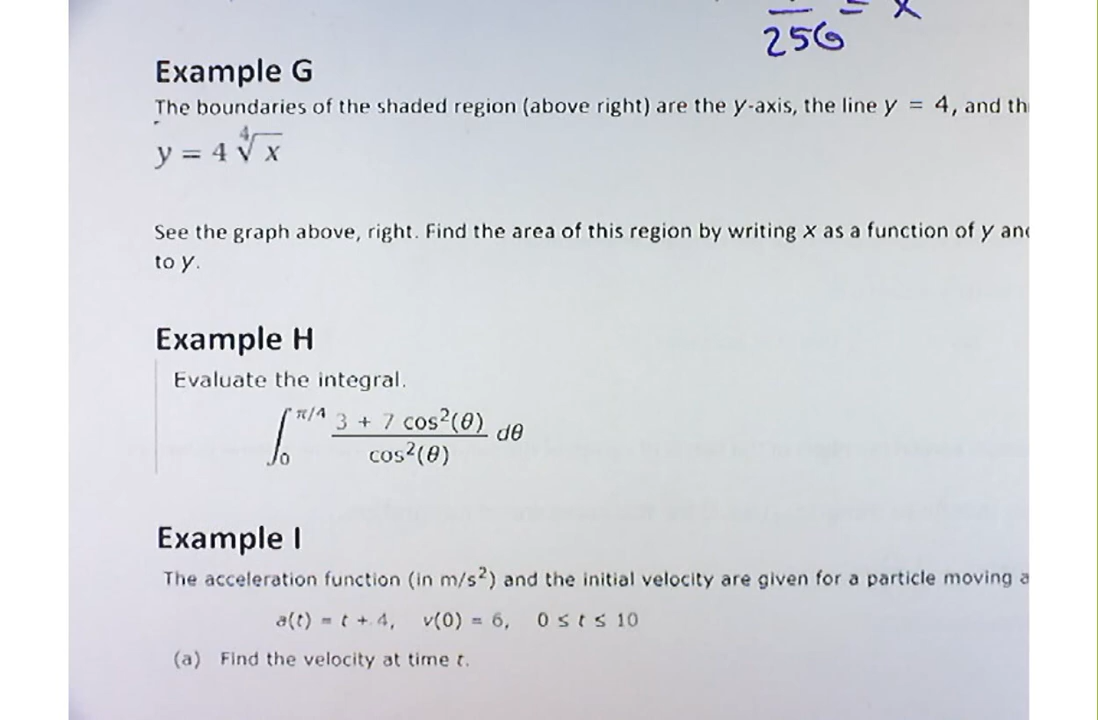 = x
256
Example G
The boundaries of the shaded region (above right) are the y-axis, the line y = 4, and
y = 4 ∜x
See the graph above, right. Find the area of this region by writing x as a function of y
to y.
Example H
Evaluate the integral.
∫₀^π/4 (3 + 7 cos²(θ))/(cos²(θ)) dθ
Example I
The acceleration function (in m/s²) and the initial velocity are given for a particle moving
a(t) = t + 4, v(0) = 6, 0 ≤ t ≤ 10
(a) Find the velocity at time t.